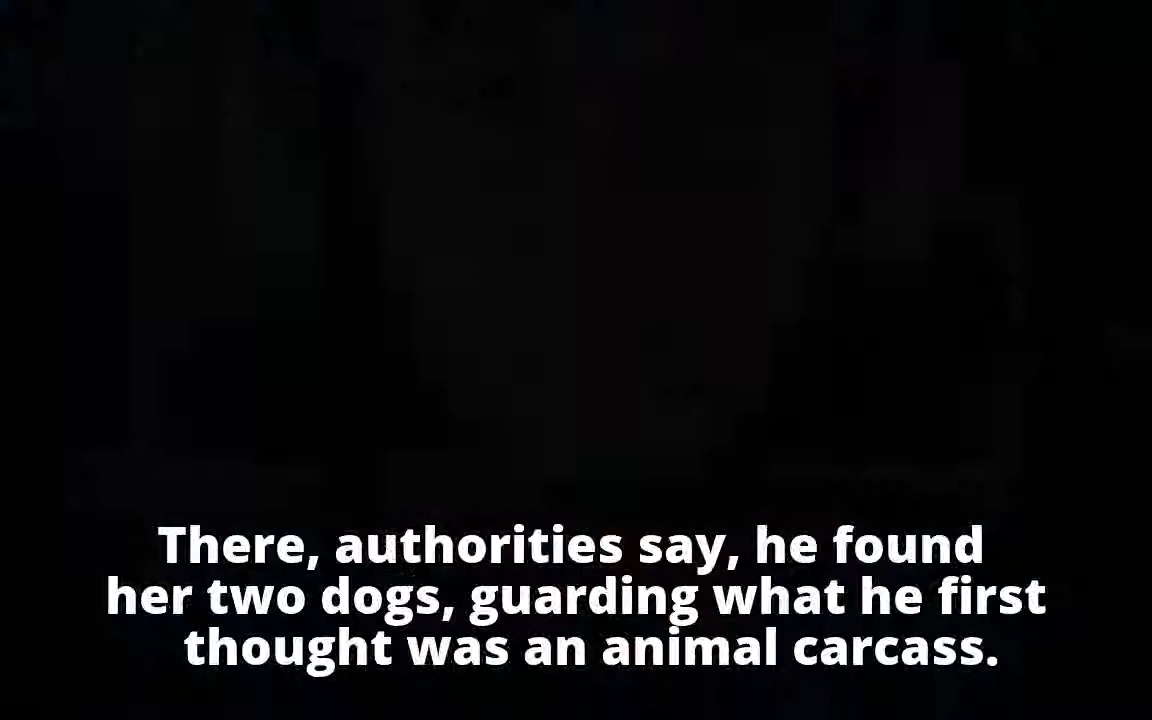 There, authorities say, he found
her two dogs, guarding what he first
thought was an animal carcass.